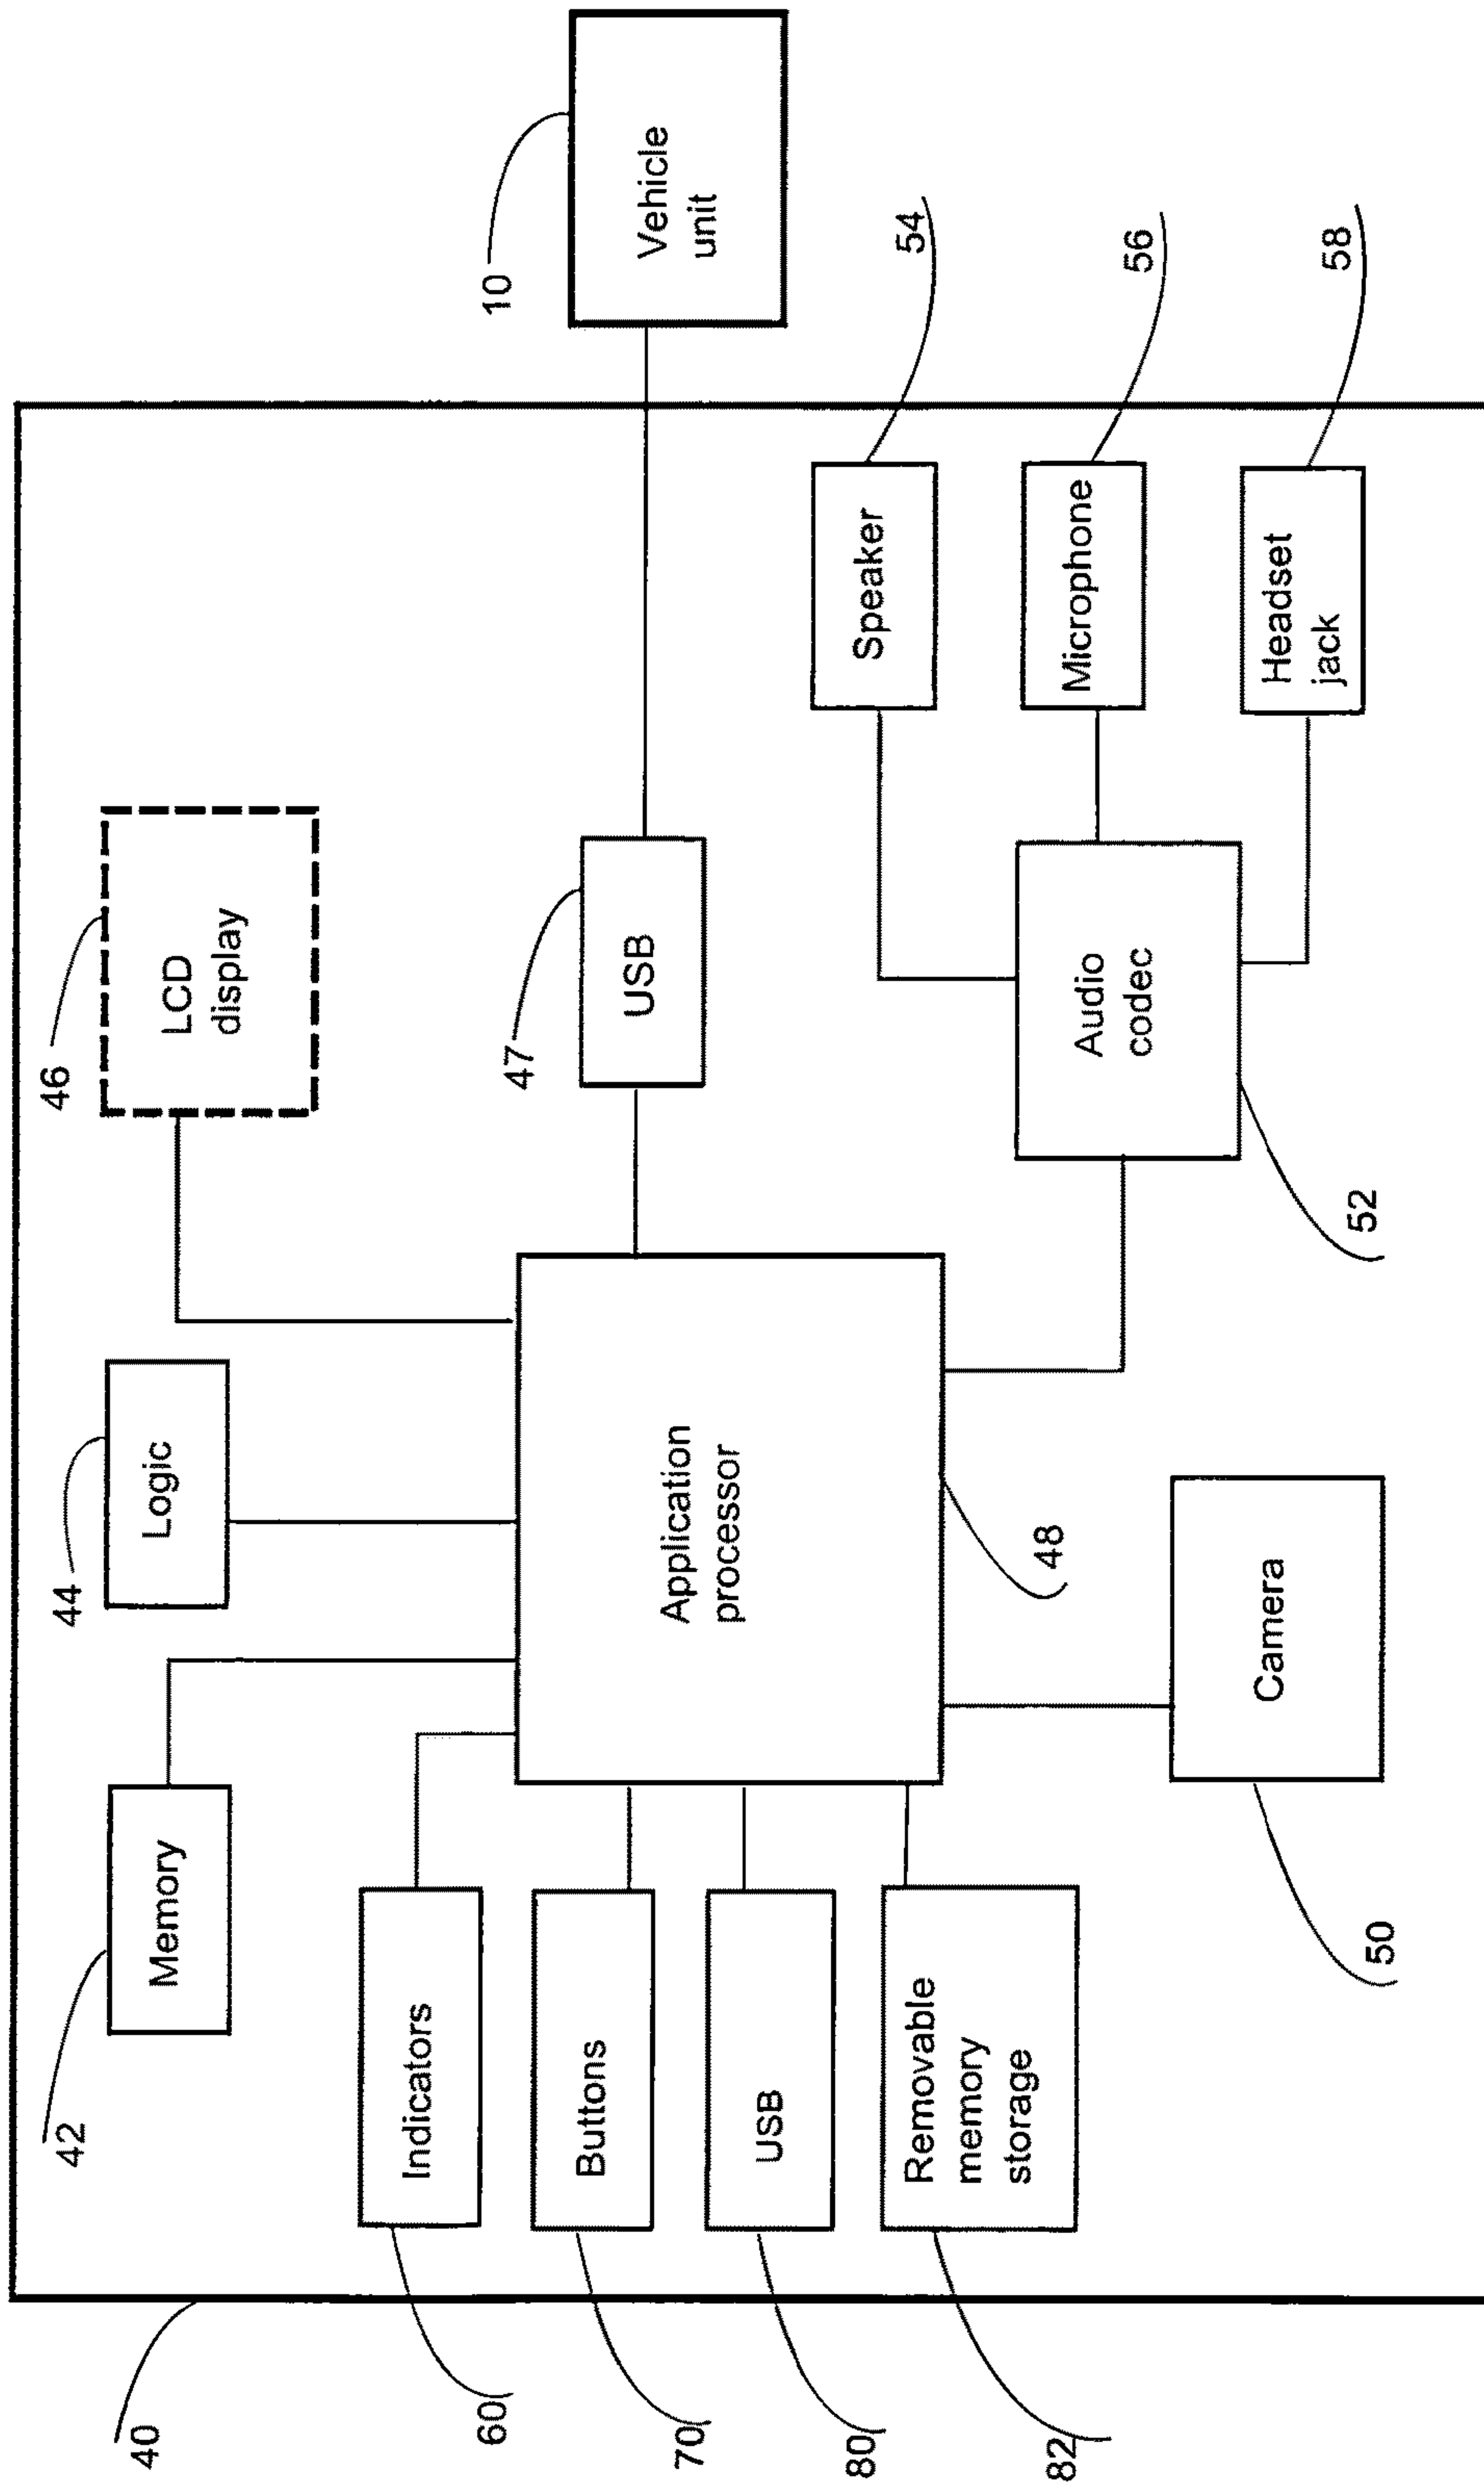 40
42
Memory
44
Logic
46
LCD
display
10
Vehicle
unit
60
Indicators
70
Buttons
80
USB
82
Removable
memory
storage
Application
processor
48
47
USB
50
Camera
Audio
codec
52
Speaker
54
Microphone
56
Headset
jack
58